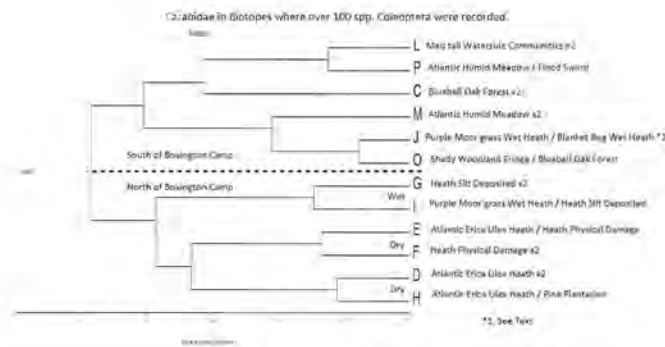 Carabidae in Biotopes where over 100 spp. Coleoptera were recorded.
L Med tall Waterside Communities x2
P Atlantic Humid Meadow / Flood Sward
C Bluebell Oak Forest x2
M Atlantic Humid Meadow x2
J Purple Moor grass Wet Heath / Blanket Bog Wet Heath *1
O Shady Woodland Fringe / Bluebell Oak Forest
South of Bovington Camp
G Heath Silt Deposited x2
North of Bovington Camp
Wet
I Purple Moor grass Wet Heath / Heath Silt Deposited
E Atlantic Erica Ulex Heath / Heath Physical Damage
Dry
F Heath Physical Damage x2
D Atlantic Erica Ulex Heath x2
Dry
H Atlantic Erica Ulex Heath / Pine Plantation
*1. See Text